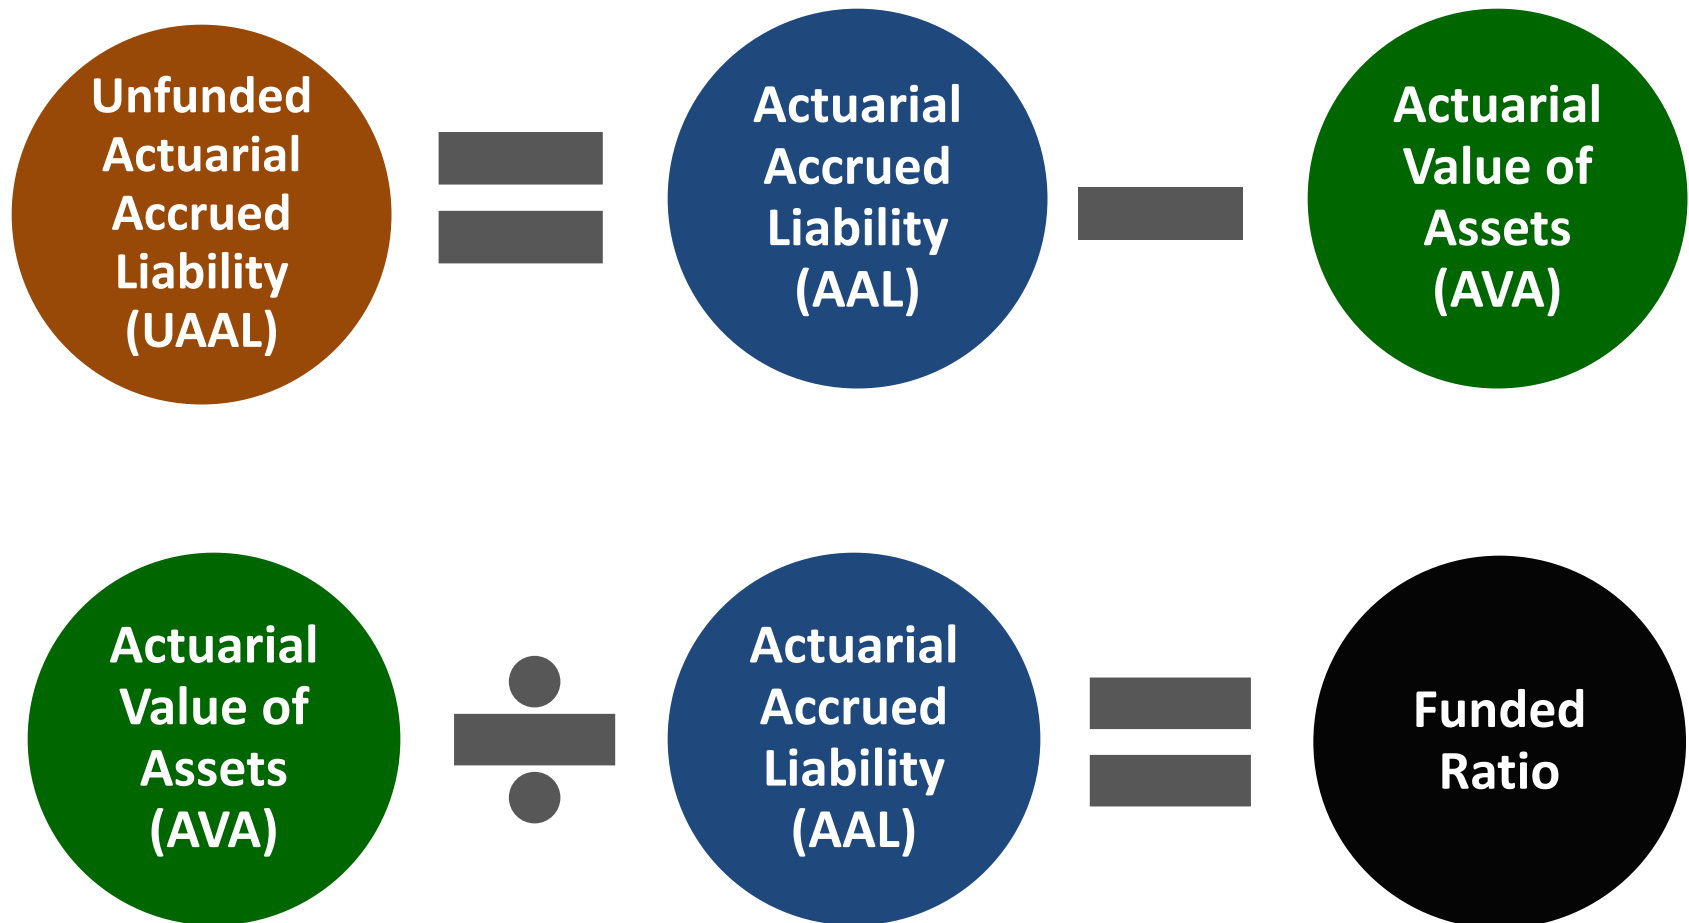 Unfunded
Actuarial
Accrued
Liability
(UAAL)
Actuarial
Accrued
Liability
(AAL)
Actuarial
Value of
Assets
(AVA)
Actuarial
Value of
Assets
(AVA)
Actuarial
Accrued
Liability
(AAL)
Funded
Ratio